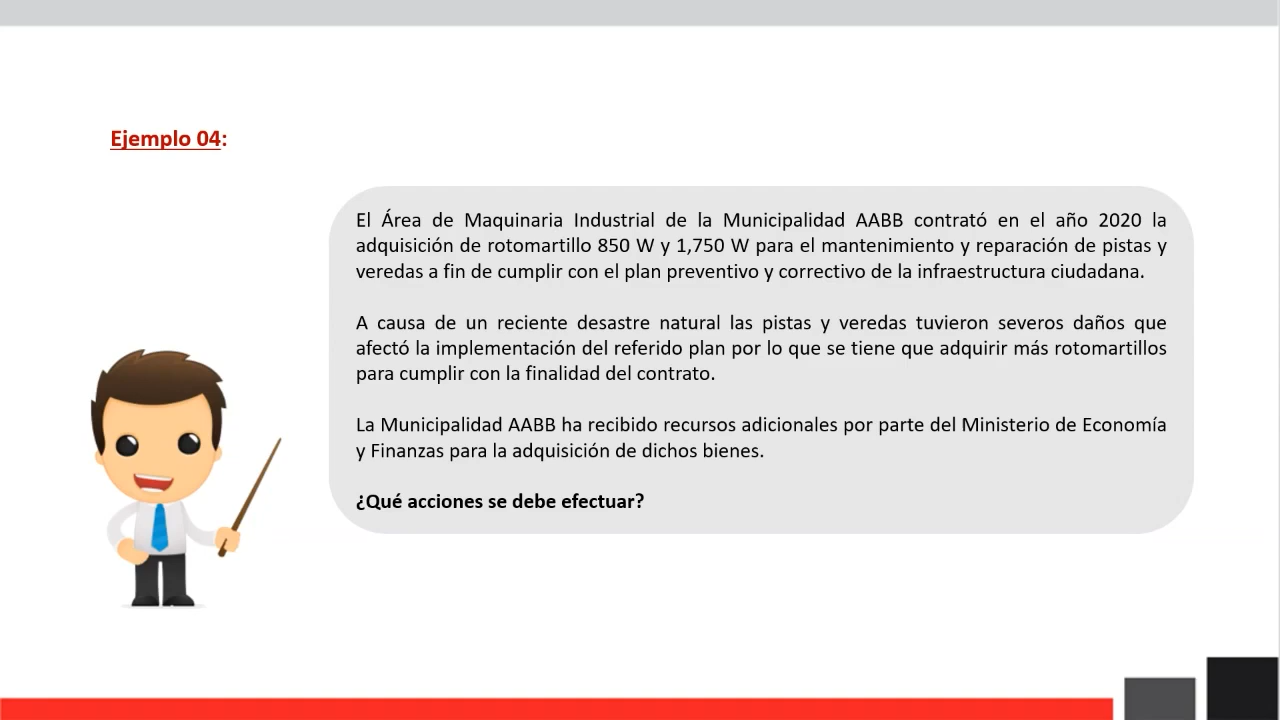 Ejemplo 04:
El Área de Maquinaria Industrial de la Municipalidad AABB contrató en el año 2020 la
adquisición de rotomartillo 850 W y 1,750 W para el mantenimiento y reparación de pistas y
veredas a fin de cumplir con el plan preventivo y correctivo de la infraestructura ciudadana.
A causa de un reciente desastre natural las pistas y veredas tuvieron severos daños que
afectó la implementación del referido plan por lo que se tiene que adquirir más rotomartillos
para cumplir con la finalidad del contrato.
La Municipalidad AABB ha recibido recursos adicionales por parte del Ministerio de Economía
y Finanzas para la adquisición de dichos bienes.
¿Qué acciones se debe efectuar?